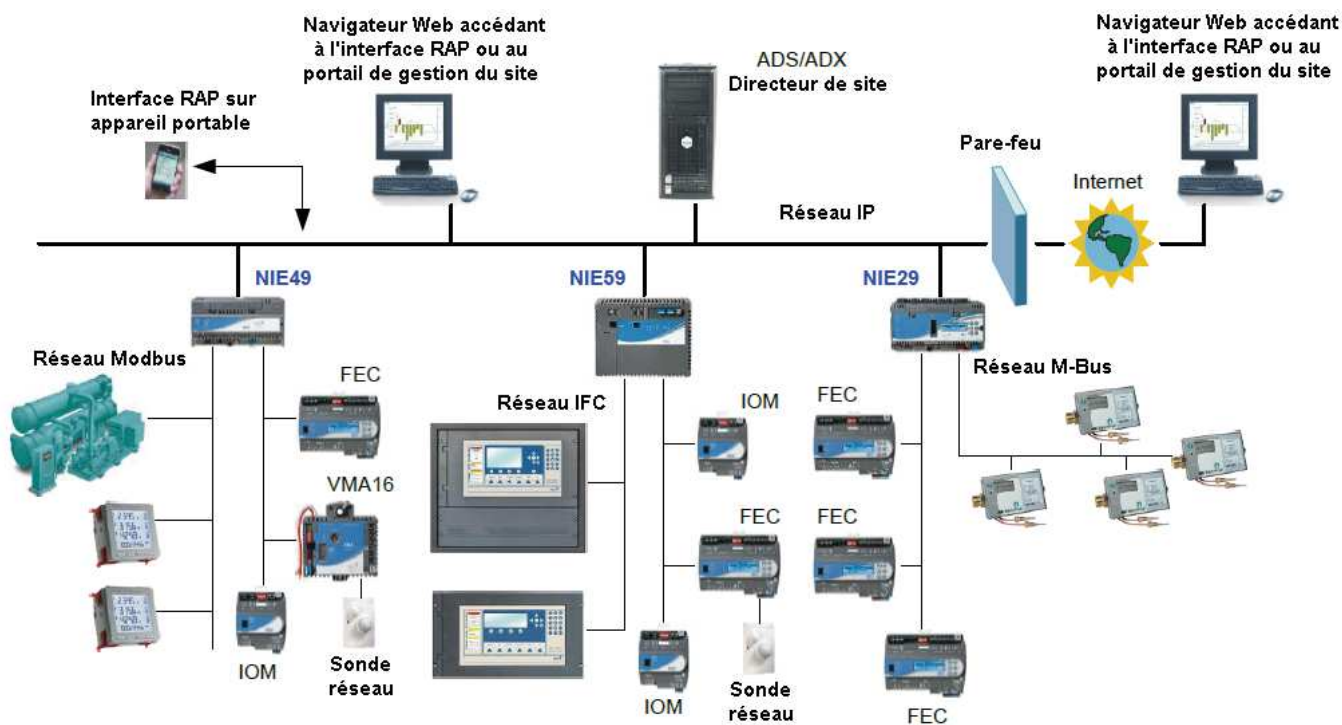 Navigateur Web accédant
à l'interface RAP ou au
portail de gestion du site
Navigateur Web accédant
à l'interface RAP ou au
portail de gestion du site
ADS/ADX
Directeur de site
Interface RAP sur
appareil portable
Pare-feu
Internet
Réseau IP
NIE49
NIE59
NIE29
Réseau Modbus
FEC
VMA16
IOM
Sonde
réseau
Réseau IFC
IOM
FEC
IOM
Sonde
réseau
FEC
FEC
FEC
Réseau M-Bus